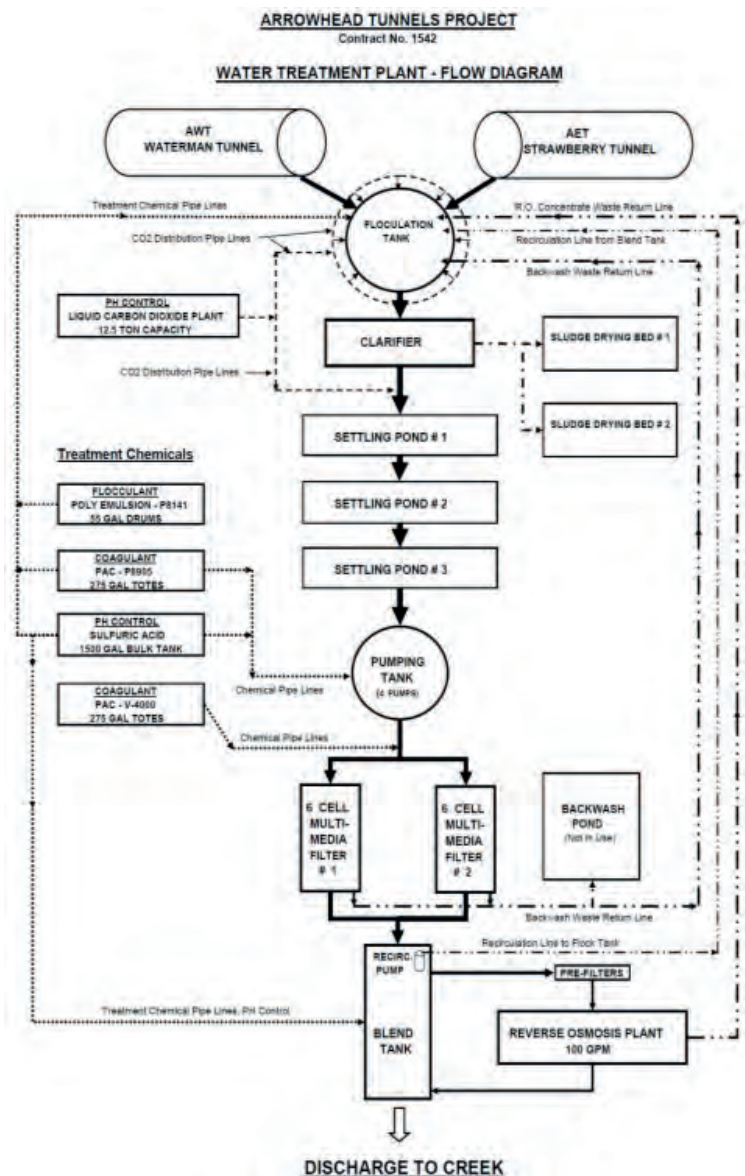 ARROWHEAD TUNNELS PROJECT
Contract No. 1542
WATER TREATMENT PLANT - FLOW DIAGRAM
AWT
WATERMAN TUNNEL
AET
STRAWBERRY TUNNEL
Treatment Chemical Pipe Lines
R.O. Concentrate Waste Return Line
CO2 Distribution Pipe Lines
FLOCULATION
TANK
Recirculation Line from Blend Tank
Backwash Waste Return Line
PH CONTROL
LIQUID CARBON DIOXIDE PLANT
12.5 TON CAPACITY
CLARIFIER
SLUDGE DRYING BED # 1
CO2 Distribution Pipe Lines
SLUDGE DRYING BED # 2
SETTLING POND # 1
Treatment Chemicals
FLOCCULANT
POLY EMULSION - P8141
55 GAL DRUMS
SETTLING POND # 2
COAGULANT
PAC - P8905
275 GAL TOTES
SETTLING POND # 3
PH CONTROL
SULFURIC ACID
1500 GAL BULK TANK
PUMPING
TANK
(4 PUMPS)
Chemical Pipe Lines
COAGULANT
PAC - V-4000
275 GAL TOTES
Chemical Pipe Lines
6 CELL
MULTI-
MEDIA
FILTER
# 1
6 CELL
MULTI-
MEDIA
FILTER
# 2
BACKWASH
POND
(Not In Use)
Backwash Waste Return Line
Recirculation Line to Flock Tank
RECIRC.
PUMP
PRE-FILTERS
Treatment Chemical Pipe Lines, PH Control
BLEND
TANK
REVERSE OSMOSIS PLANT
100 GPM
DISCHARGE TO CREEK